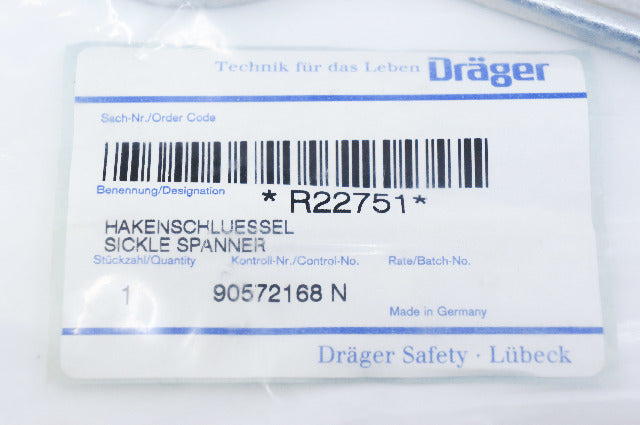 Technik für das Leben Dräger
Sach-Nr./Order Code
Benennung/Designation
* R22751*
HAKENSCHLUESSEL
SICKLE SPANNER
Stückzahl/Quantity Kontroll-Nr./Control-No. Rate/Batch-No.
1 90572168 N
Made in Germany
Dräger Safety · Lübeck